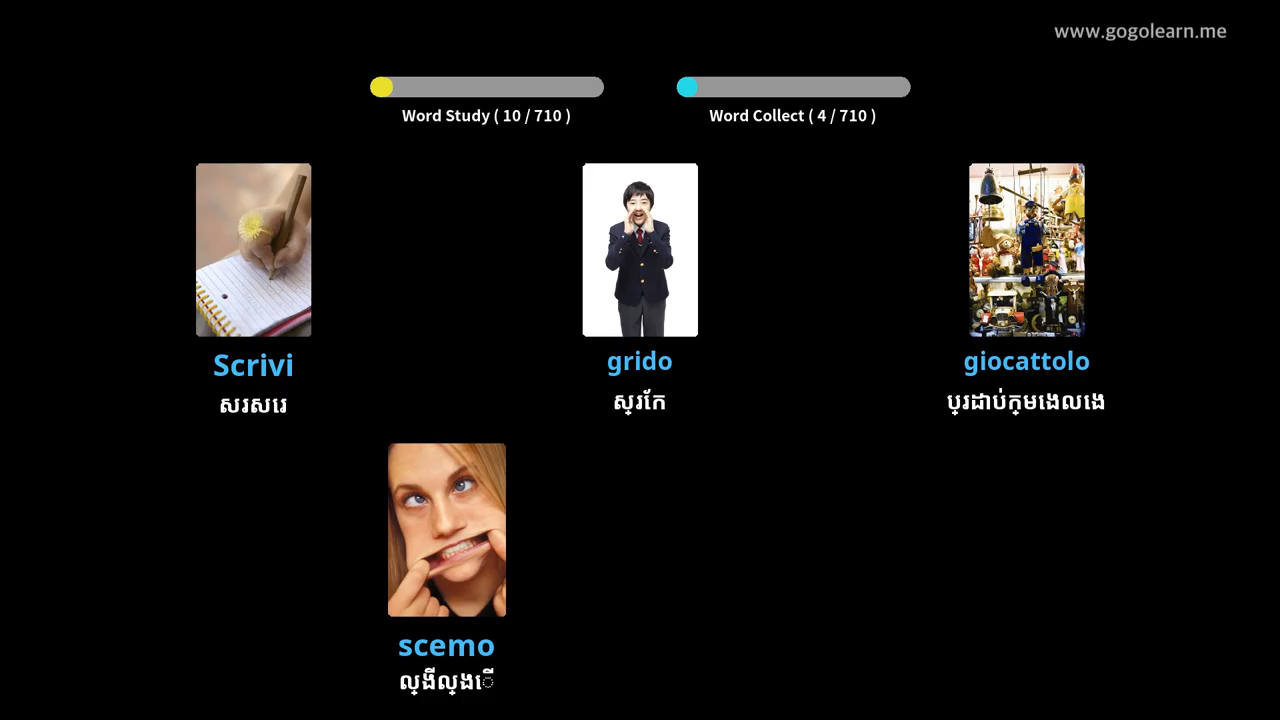 www.gogolearn.me
Word Study ( 10 / 710 )
Word Collect ( 4 / 710 )
Scrivi
grido
giocattolo
សរសរេ
ស្រកែ
ប្រដាប់ក្មងេលងេ
scemo
ល្ងីល្ងេី